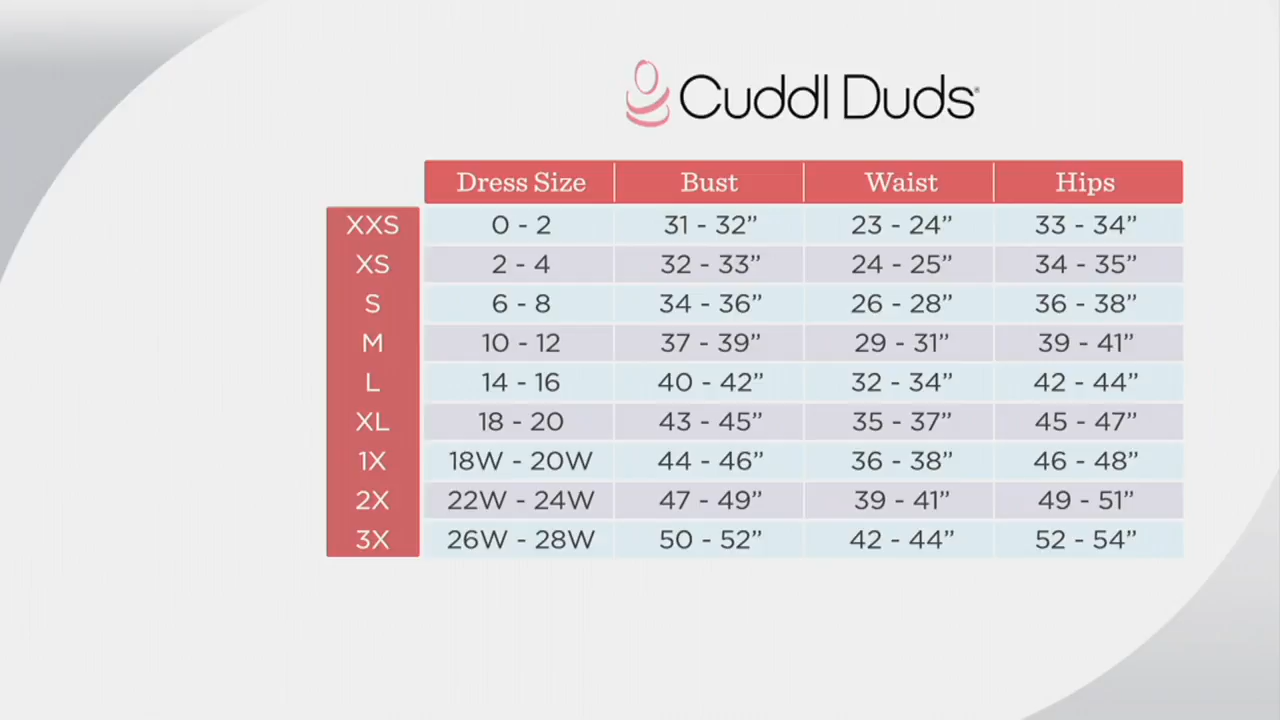 Cuddl Duds®
Dress Size Bust Waist Hips
XXS 0 - 2 31 - 32” 23 - 24” 33 - 34”
XS 2 - 4 32 - 33” 24 - 25” 34 - 35”
S 6 - 8 34 - 36” 26 - 28” 36 - 38”
M 10 - 12 37 - 39” 29 - 31” 39 - 41”
L 14 - 16 40 - 42” 32 - 34” 42 - 44”
XL 18 - 20 43 - 45” 35 - 37” 45 - 47”
1X 18W - 20W 44 - 46” 36 - 38” 46 - 48”
2X 22W - 24W 47 - 49” 39 - 41” 49 - 51”
3X 26W - 28W 50 - 52” 42 - 44” 52 - 54”